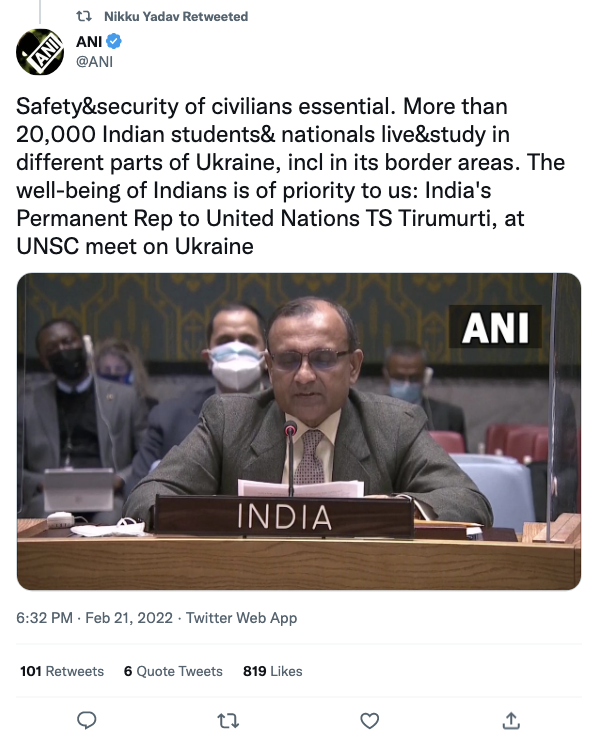 Nikku Yadav Retweeted
ANI
ANI
@ANI
Safety&security of civilians essential. More than
20,000 Indian students& nationals live&study in
different parts of Ukraine, incl in its border areas. The
well-being of Indians is of priority to us: India's
Permanent Rep to United Nations TS Tirumurti, at
UNSC meet on Ukraine
ANI
INDIA
6:32 PM · Feb 21, 2022 · Twitter Web App
101 Retweets 6 Quote Tweets 819 Likes